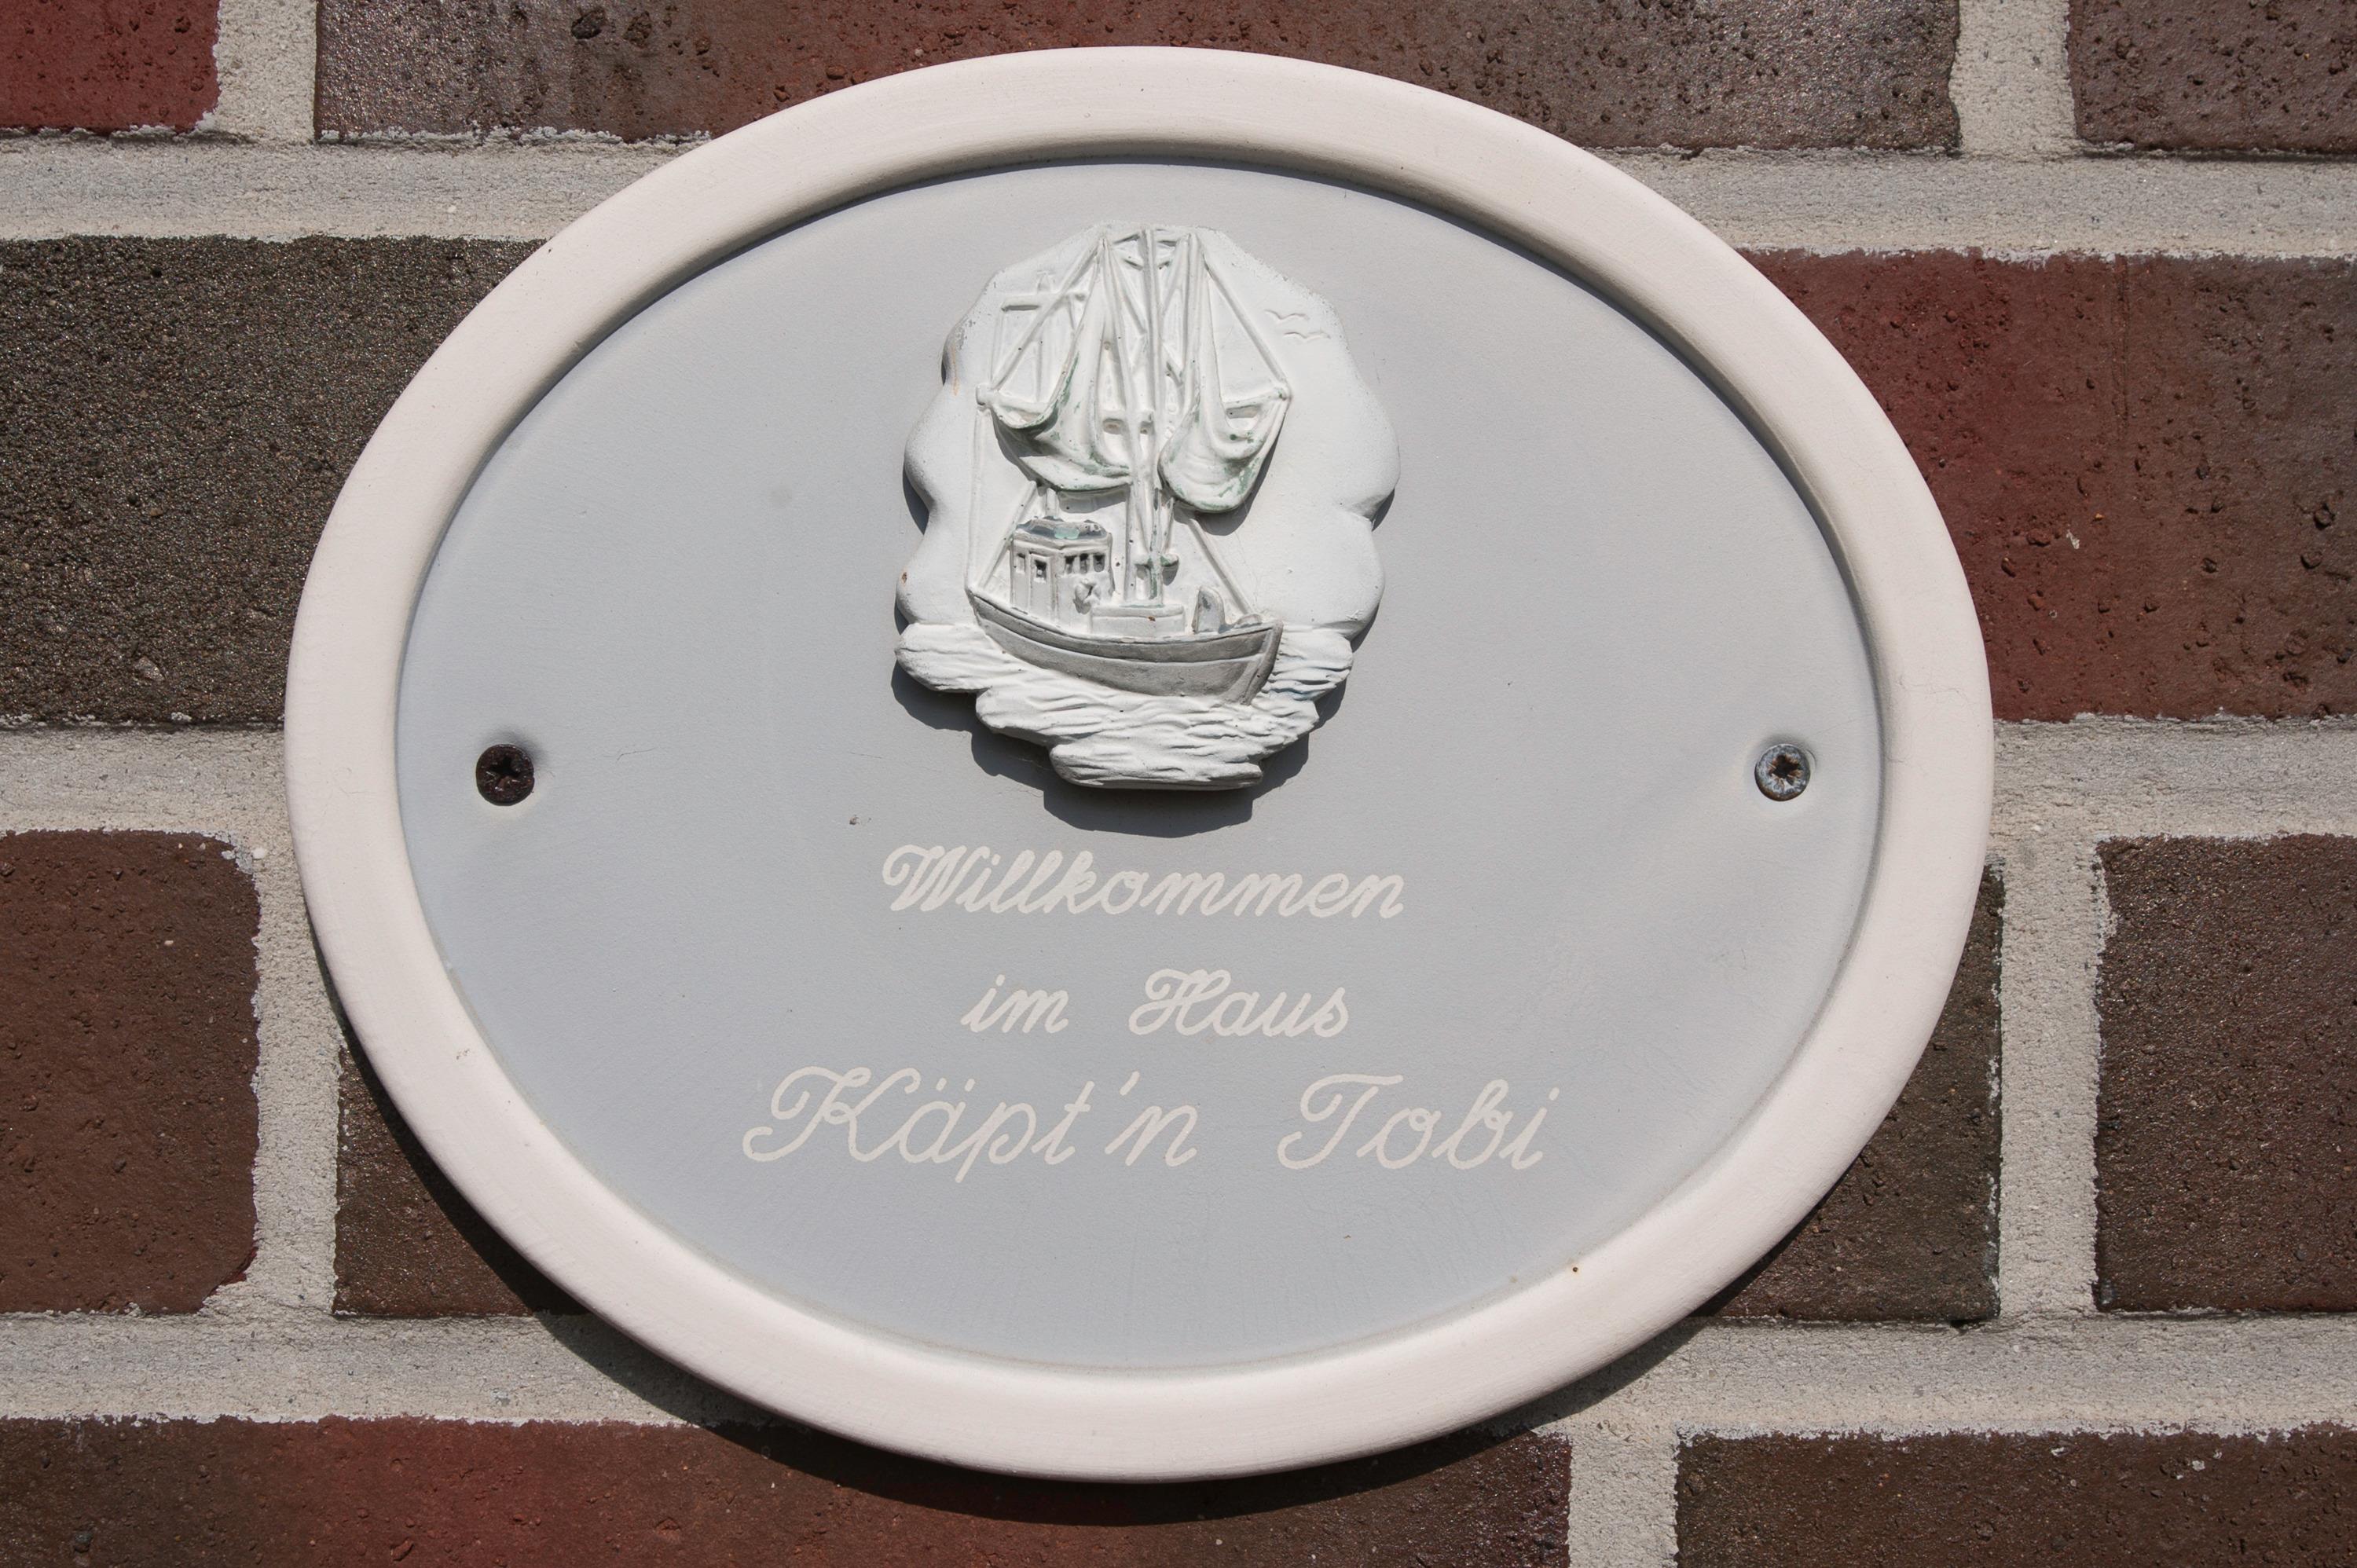 Willkommen
im Haus
Käpt'n Tobi